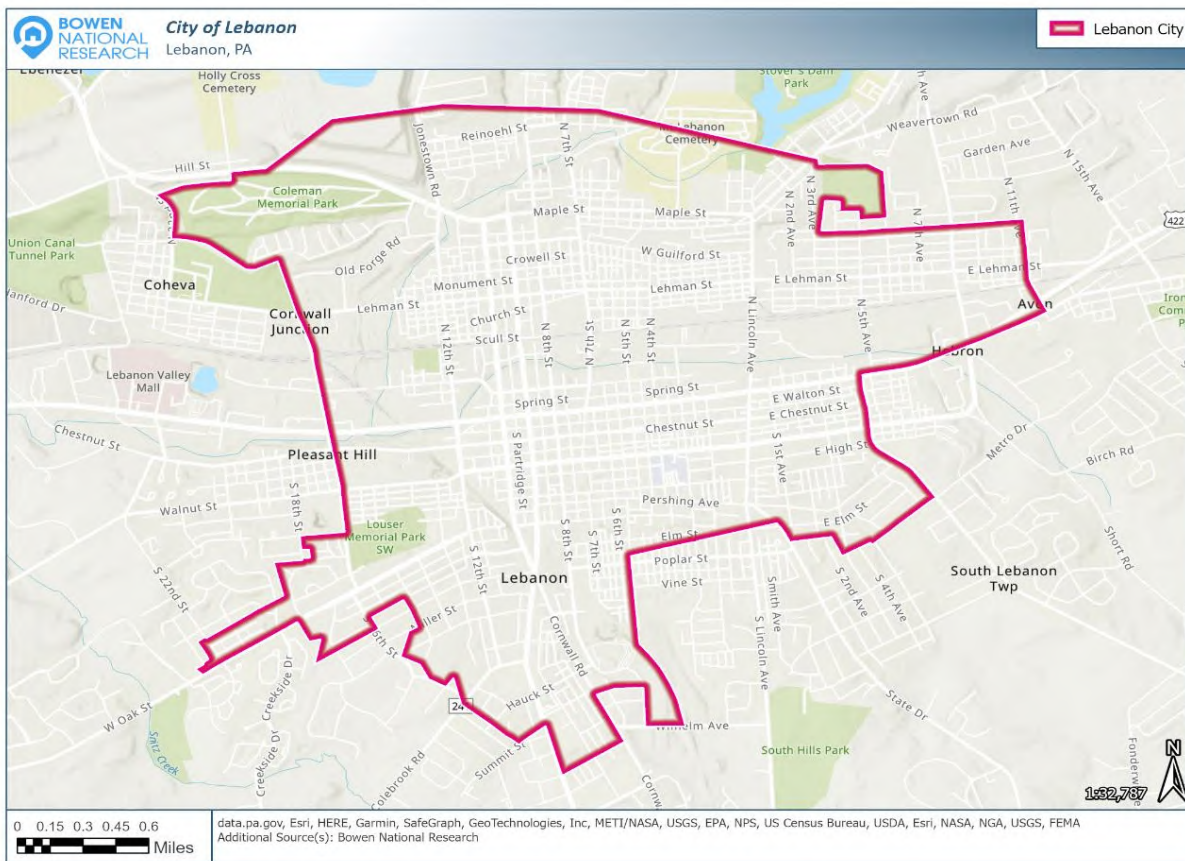 BOWEN
NATIONAL
RESEARCH
City of Lebanon
Lebanon, PA
Lebanon City
Ebenezer
Holly Cross
Cemetery
Stover's Dam
Park
Jonestown Rd
Reinoehl St
N 7th St
Lebanon
Cemetery
Weavertown Rd
Garden Ave
N 15th Ave
Hill St
Coleman
Memorial Park
N 3rd Ave
N 2nd Ave
N 7th Ave
N 11th Ave
422
Maple St
Maple St
Union Canal
Tunnel Park
Old Forge Rd
Crowell St
W Guilford St
Coheva
Monument St
Lehman St
Lehman St
E Lehman St
E Lehman St
Avon
Cornwall
Junction
Church St
Scull St
N 12th St
N 8th St
N 7th St
N 5th St
N 4th St
N Lincoln Ave
N 5th Ave
Hebron
Lebanon Valley
Mall
Spring St
Spring St
E Walton St
E Chestnut St
Chestnut St
Chestnut St
Pleasant Hill
S Partridge St
S 1st Ave
E High St
Metro Dr
Birch Rd
Walnut St
S 18th St
Louser
Memorial Park
SW
Pershing Ave
E Elm St
Elm St
Poplar St
Vine St
Short Rd
S 22nd St
S 12th St
S 8th St
S 7th St
S 6th St
Lebanon
Smith Ave
S 2nd Ave
S 4th Ave
South Lebanon
Twp
S Lincoln Ave
Cornwall Rd
Hauck St
State Dr
W Oak St
Snitz Creek
Creekside Dr
Creekside Dr
Colebrook Rd
Summit St
Wilhelm Ave
South Hills Park
N
1:32,787
0 0.15 0.3 0.45 0.6
Miles
data.pa.gov, Esri, HERE, Garmin, SafeGraph, GeoTechnologies, Inc, METI/NASA, USGS, EPA, NPS, US Census Bureau, USDA, Esri, NASA, NGA, USGS, FEMA
Additional Source(s): Bowen National Research